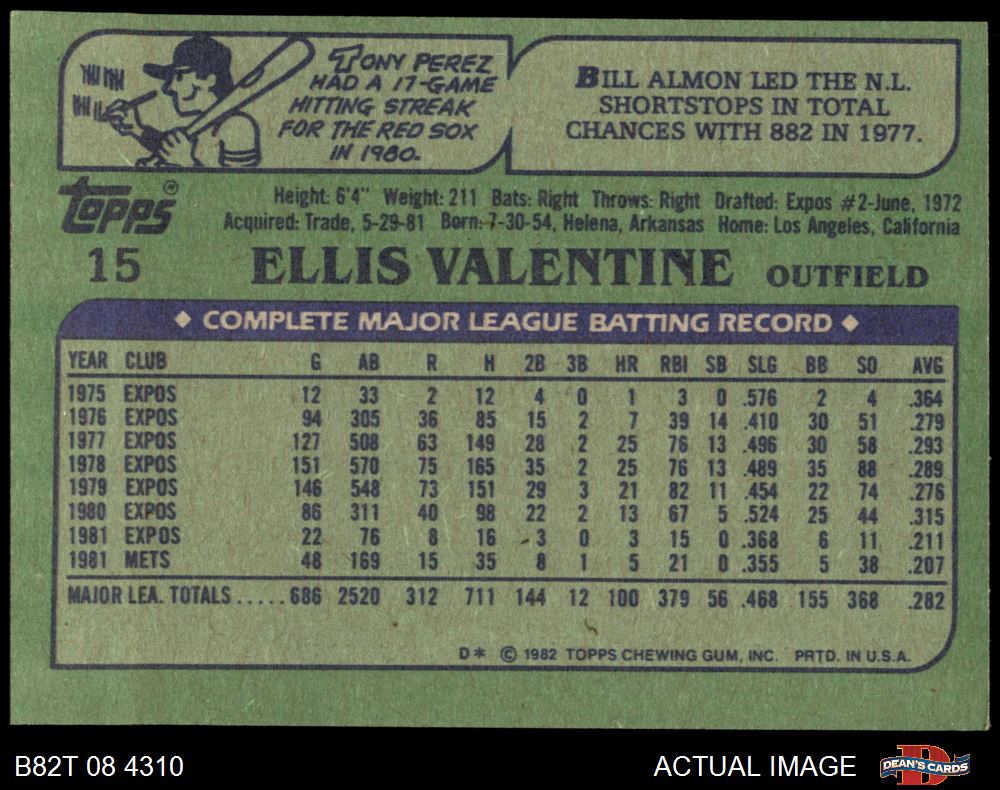 TONY PEREZ
HAD A 17-GAME
HITTING STREAK
FOR THE RED SOX
IN 1980.
BILL ALMON LED THE N.L.
SHORTSTOPS IN TOTAL
CHANCES WITH 882 IN 1977.
Topps®
Height: 6'4" Weight: 211 Bats: Right Throws: Right Drafted: Expos #2-June, 1972
Acquired: Trade, 5-29-81 Born: 7-30-54, Helena, Arkansas Home: Los Angeles, California
15 ELLIS VALENTINE OUTFIELD
◆ COMPLETE MAJOR LEAGUE BATTING RECORD ◆
YEAR CLUB G AB R H 2B 3B HR RBI SB SLG BB SO AVG
1975 EXPOS 12 33 2 12 4 0 1 3 0 .576 2 4 .364
1976 EXPOS 94 305 36 85 15 2 7 39 14 .410 30 51 .279
1977 EXPOS 127 508 63 149 28 2 25 76 13 .496 30 58 .293
1978 EXPOS 151 570 75 165 35 2 25 76 13 .489 35 88 .289
1979 EXPOS 146 548 73 151 29 3 21 82 11 .454 22 74 .276
1980 EXPOS 86 311 40 98 22 2 13 67 5 .524 25 44 .315
1981 EXPOS 22 76 8 16 3 0 3 15 0 .368 6 11 .211
1981 METS 48 169 15 35 8 1 5 21 0 .355 5 38 .207
MAJOR LEA. TOTALS ..... 686 2520 312 711 144 12 100 379 56 .468 155 368 .282
D* © 1982 TOPPS CHEWING GUM, INC. PRTD. IN U.S.A.
B82T 08 4310 ACTUAL IMAGE D DEAN'S CARDS